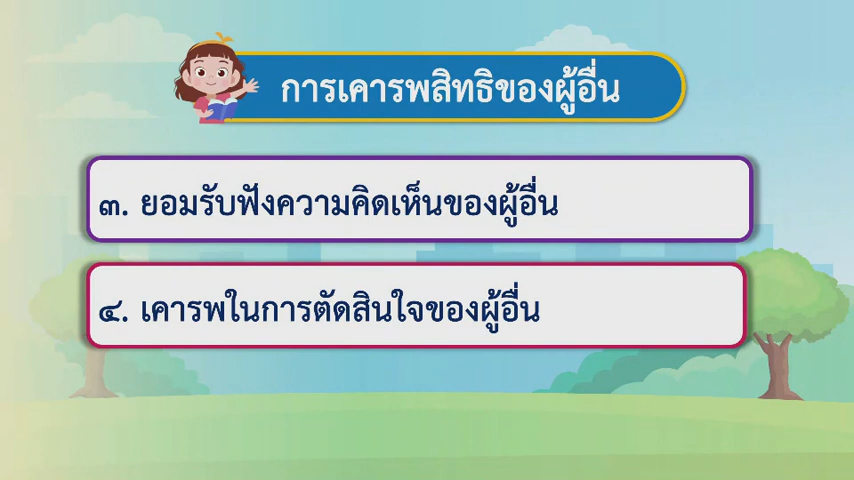 การเคารพสิทธิของผู้อื่น
๓. ยอมรับฟังความคิดเห็นของผู้อื่น
๔. เคารพในการตัดสินใจของผู้อื่น